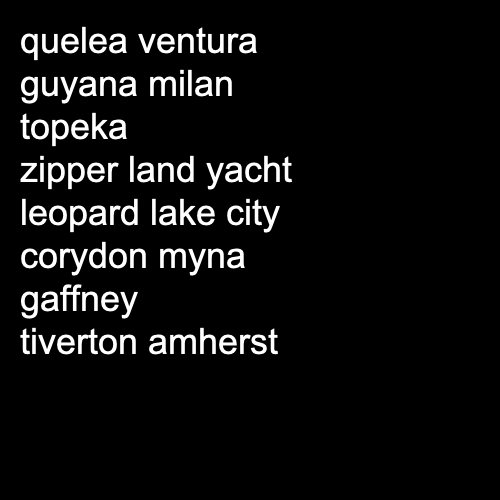 quelea ventura
guyana milan
topeka
zipper land yacht
leopard lake city
corydon myna
gaffney
tiverton amherst